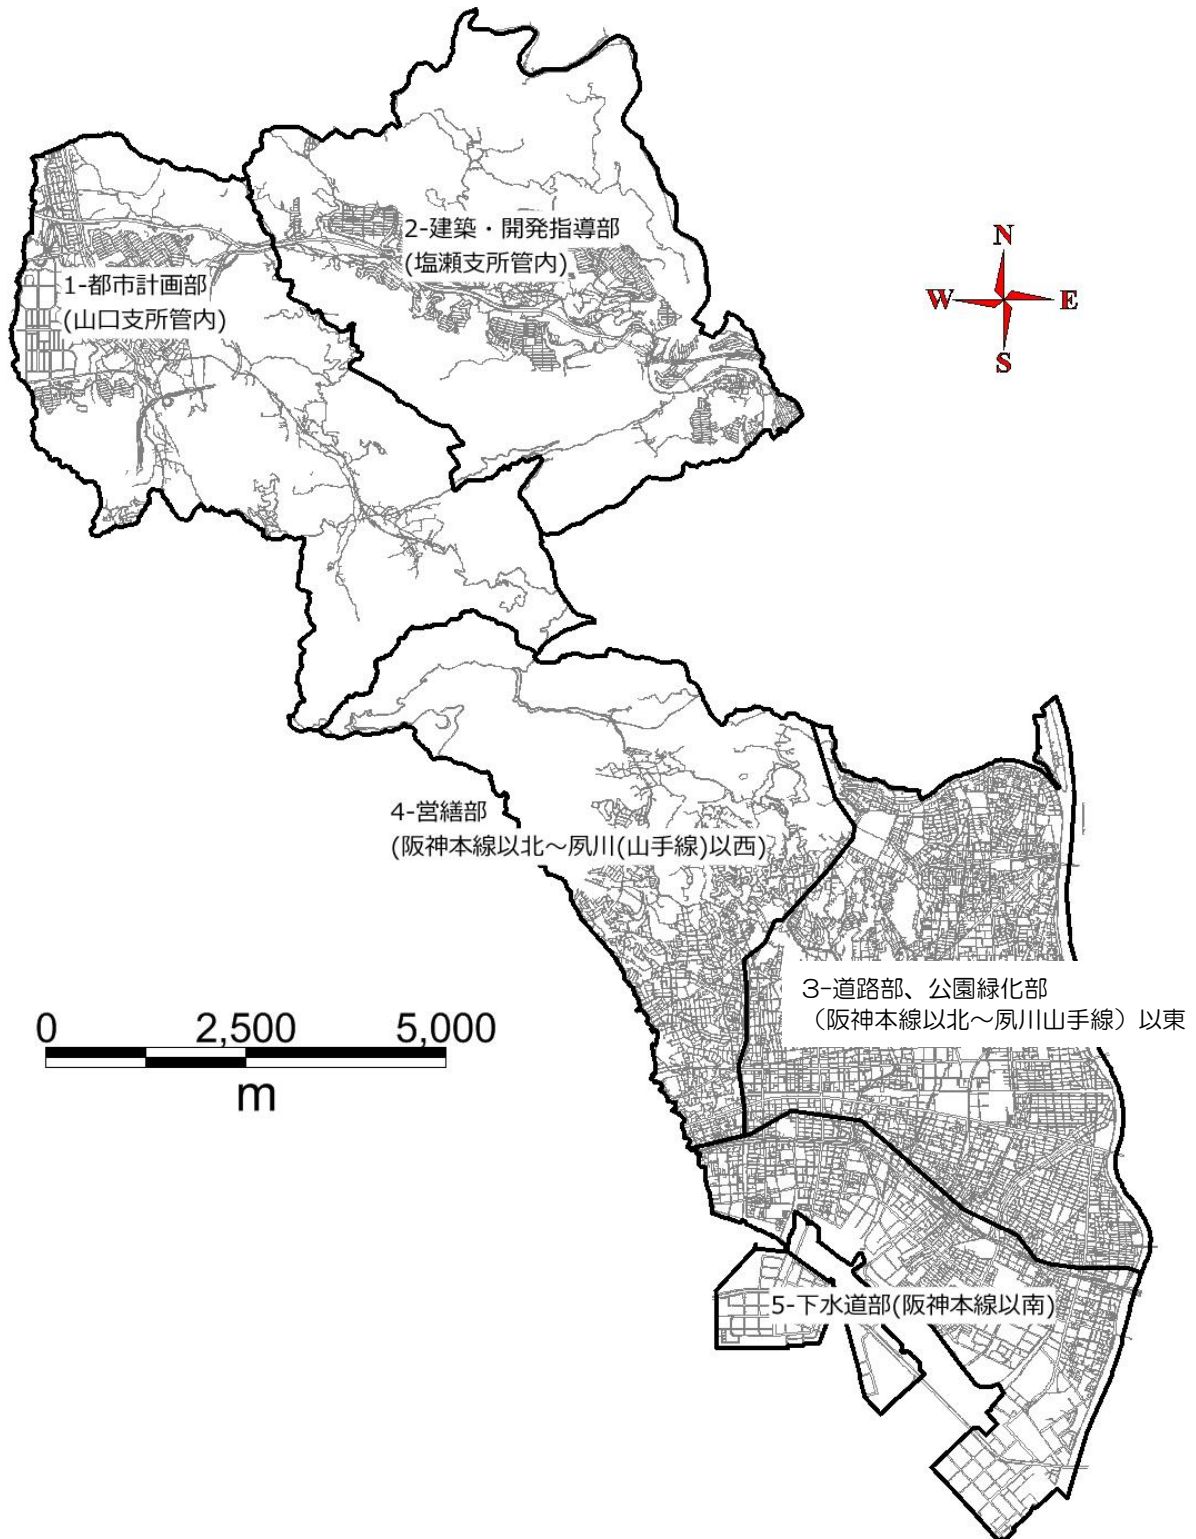 2-建築・開発指導部
(塩瀬支所管内)
1-都市計画部
(山口支所管内)
N
W
E
S
4-営繕部
(阪神本線以北～夙川(山手線)以西)
3-道路部、公園緑化部
（阪神本線以北～夙川山手線）以東
0 2,500 5,000
m
5-下水道部(阪神本線以南)